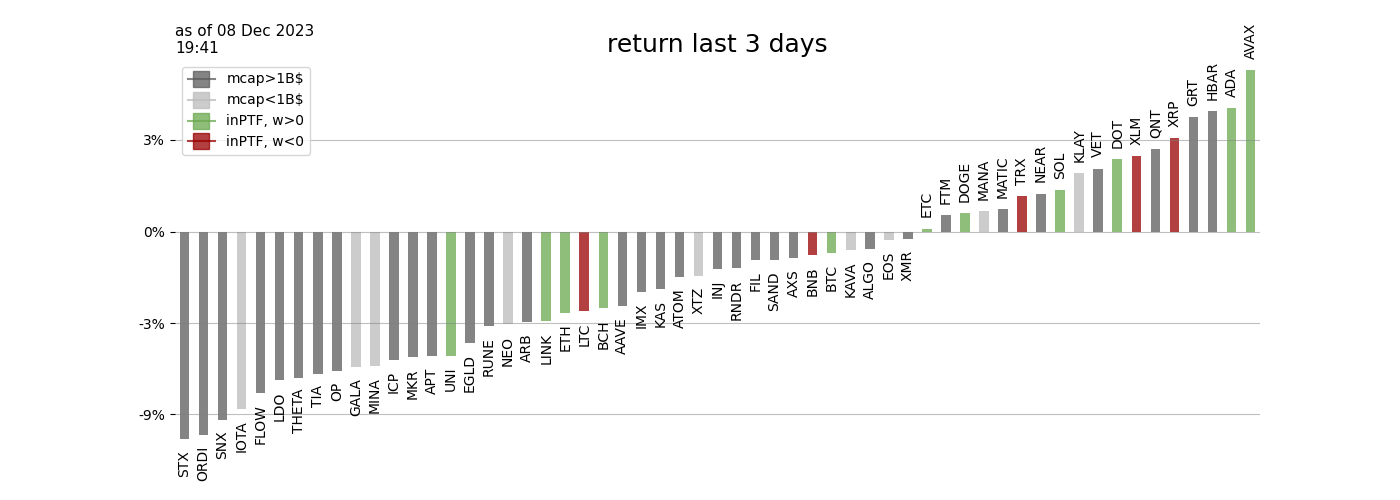 as of 08 Dec 2023
19:41
return last 3 days
mcap>1B$
mcap<1B$
inPTF, w>0
inPTF, w<0
3%
0%
-3%
-9%
STX
ORDI
SNX
IOTA
FLOW
LDO
THETA
TIA
OP
GALA
MINA
ICP
MKR
APT
UNI
EGLD
RUNE
NEO
ARB
LINK
ETH
LTC
BCH
AAVE
IMX
KAS
ATOM
XTZ
INJ
RNDR
FIL
SAND
AXS
BNB
BTC
KAVA
ALGO
EOS
XMR
ETC
FTM
DOGE
MANA
MATIC
TRX
NEAR
SOL
KLAY
VET
DOT
XLM
QNT
XRP
GRT
HBAR
ADA
AVAX